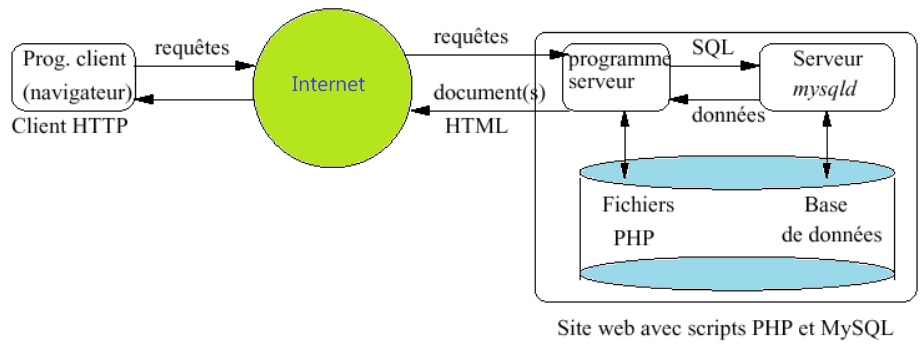 Prog. client
(navigateur)
Client HTTP
requêtes
Internet
requêtes
document(s)
HTML
programme
serveur
SQL
données
Serveur
mysqld
Fichiers
PHP
Base
de données
Site web avec scripts PHP et MySQL